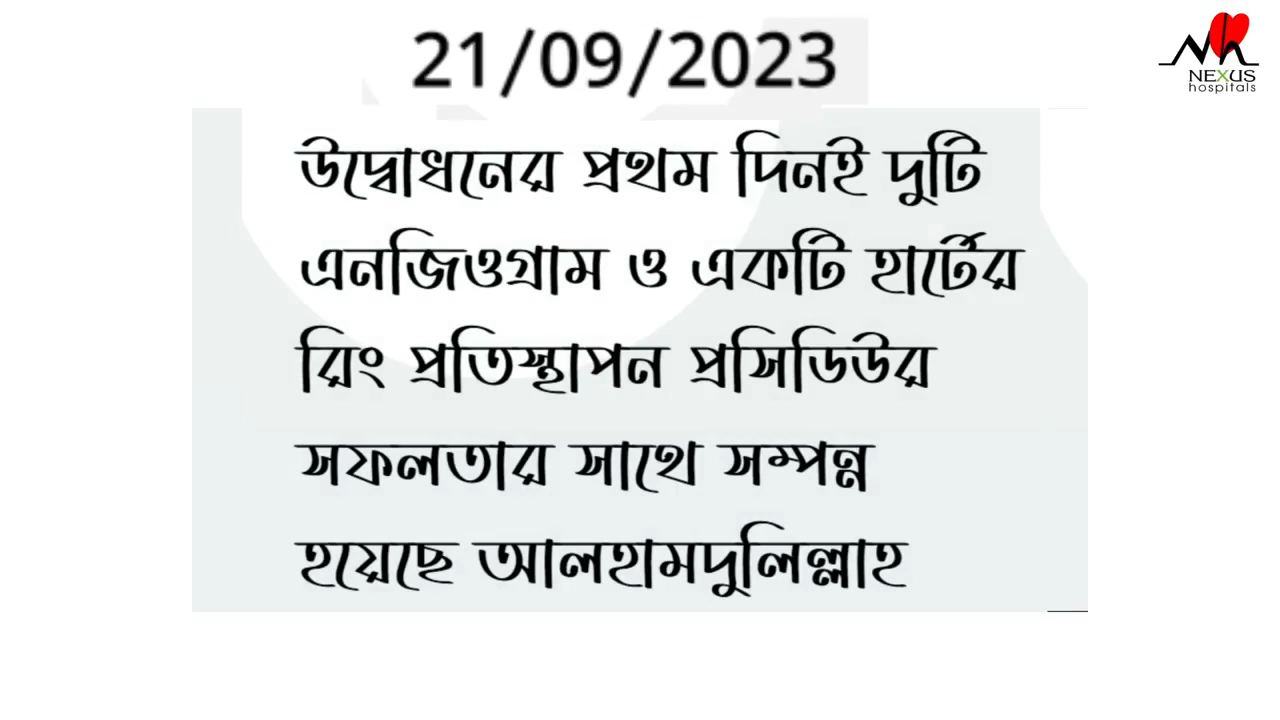 21/09/2023
NEXUS
hospitals
উদ্বোধনের প্রথম দিনই দুটি
এনজিওগ্রাম ও একটি হার্টের
রিং প্রতিস্থাপন প্রসিডিউর
সফলতার সাথে সম্পন্ন
হয়েছে আলহামদুলিল্লাহ